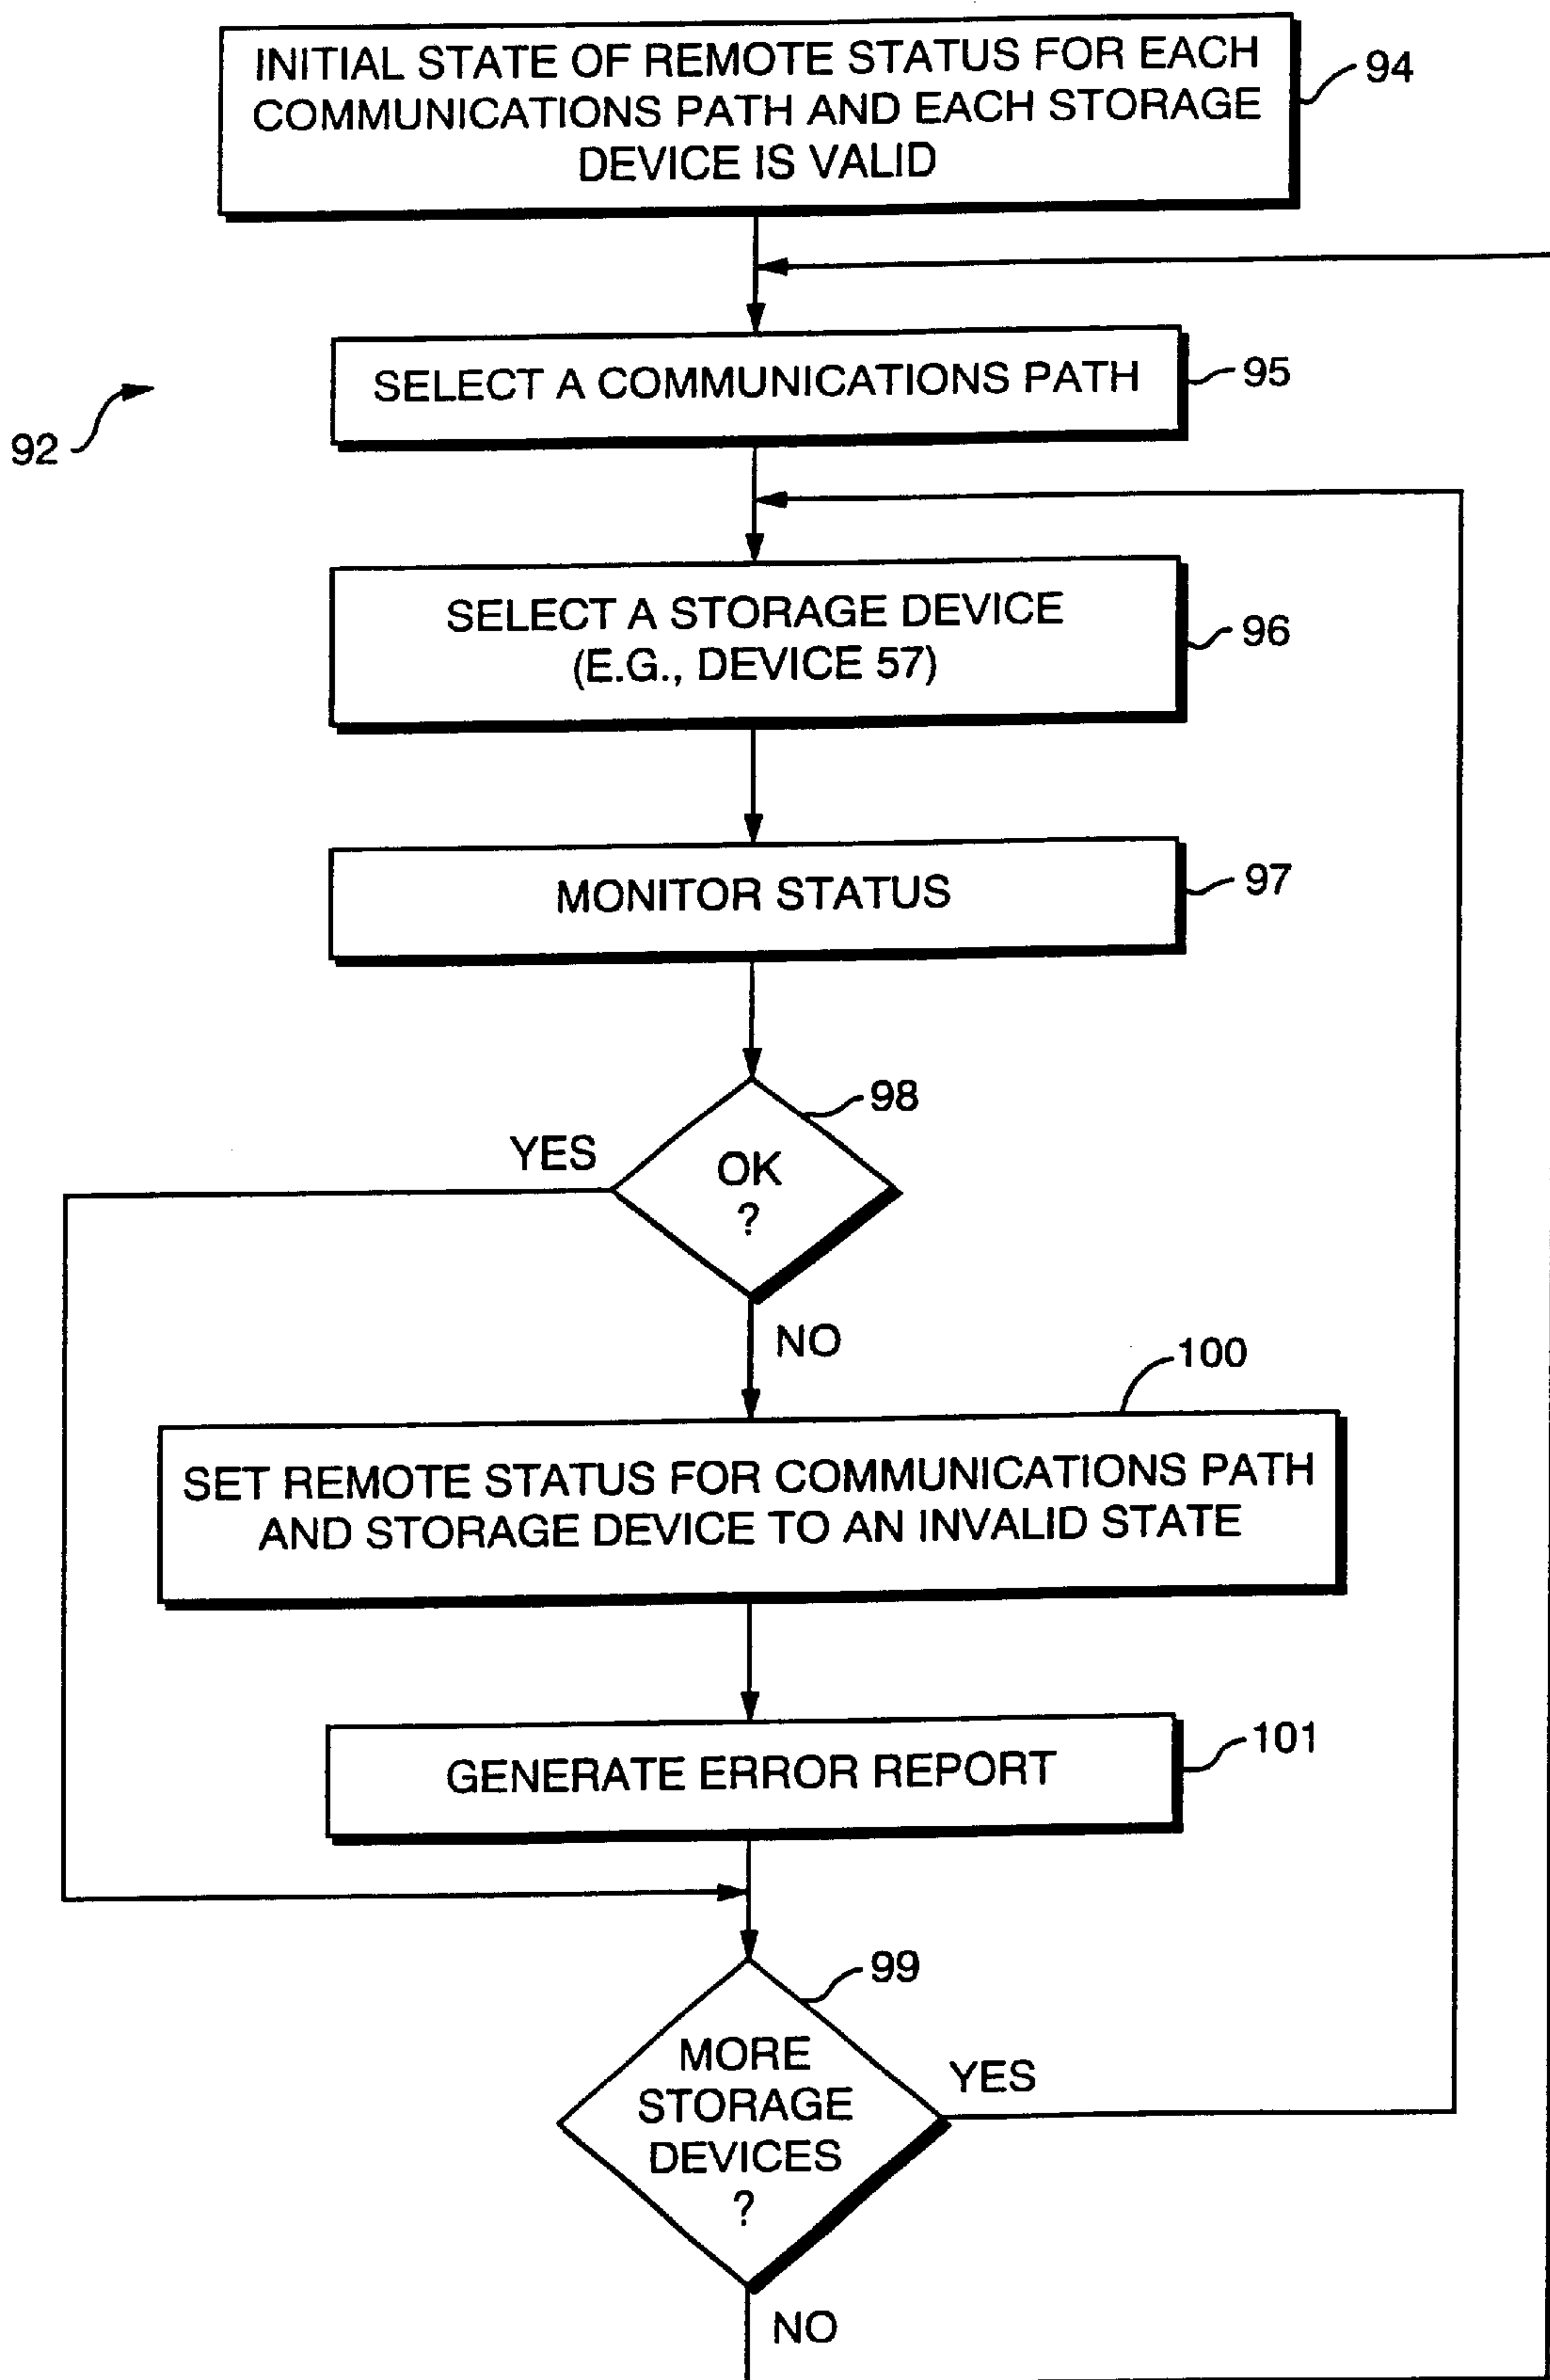 INITIAL STATE OF REMOTE STATUS FOR EACH
COMMUNICATIONS PATH AND EACH STORAGE
DEVICE IS VALID
94
SELECT A COMMUNICATIONS PATH
95
92
SELECT A STORAGE DEVICE
(E.G., DEVICE 57)
96
MONITOR STATUS
97
98
YES
OK
?
NO
100
SET REMOTE STATUS FOR COMMUNICATIONS PATH
AND STORAGE DEVICE TO AN INVALID STATE
GENERATE ERROR REPORT
101
99
MORE
STORAGE
DEVICES
?
YES
NO